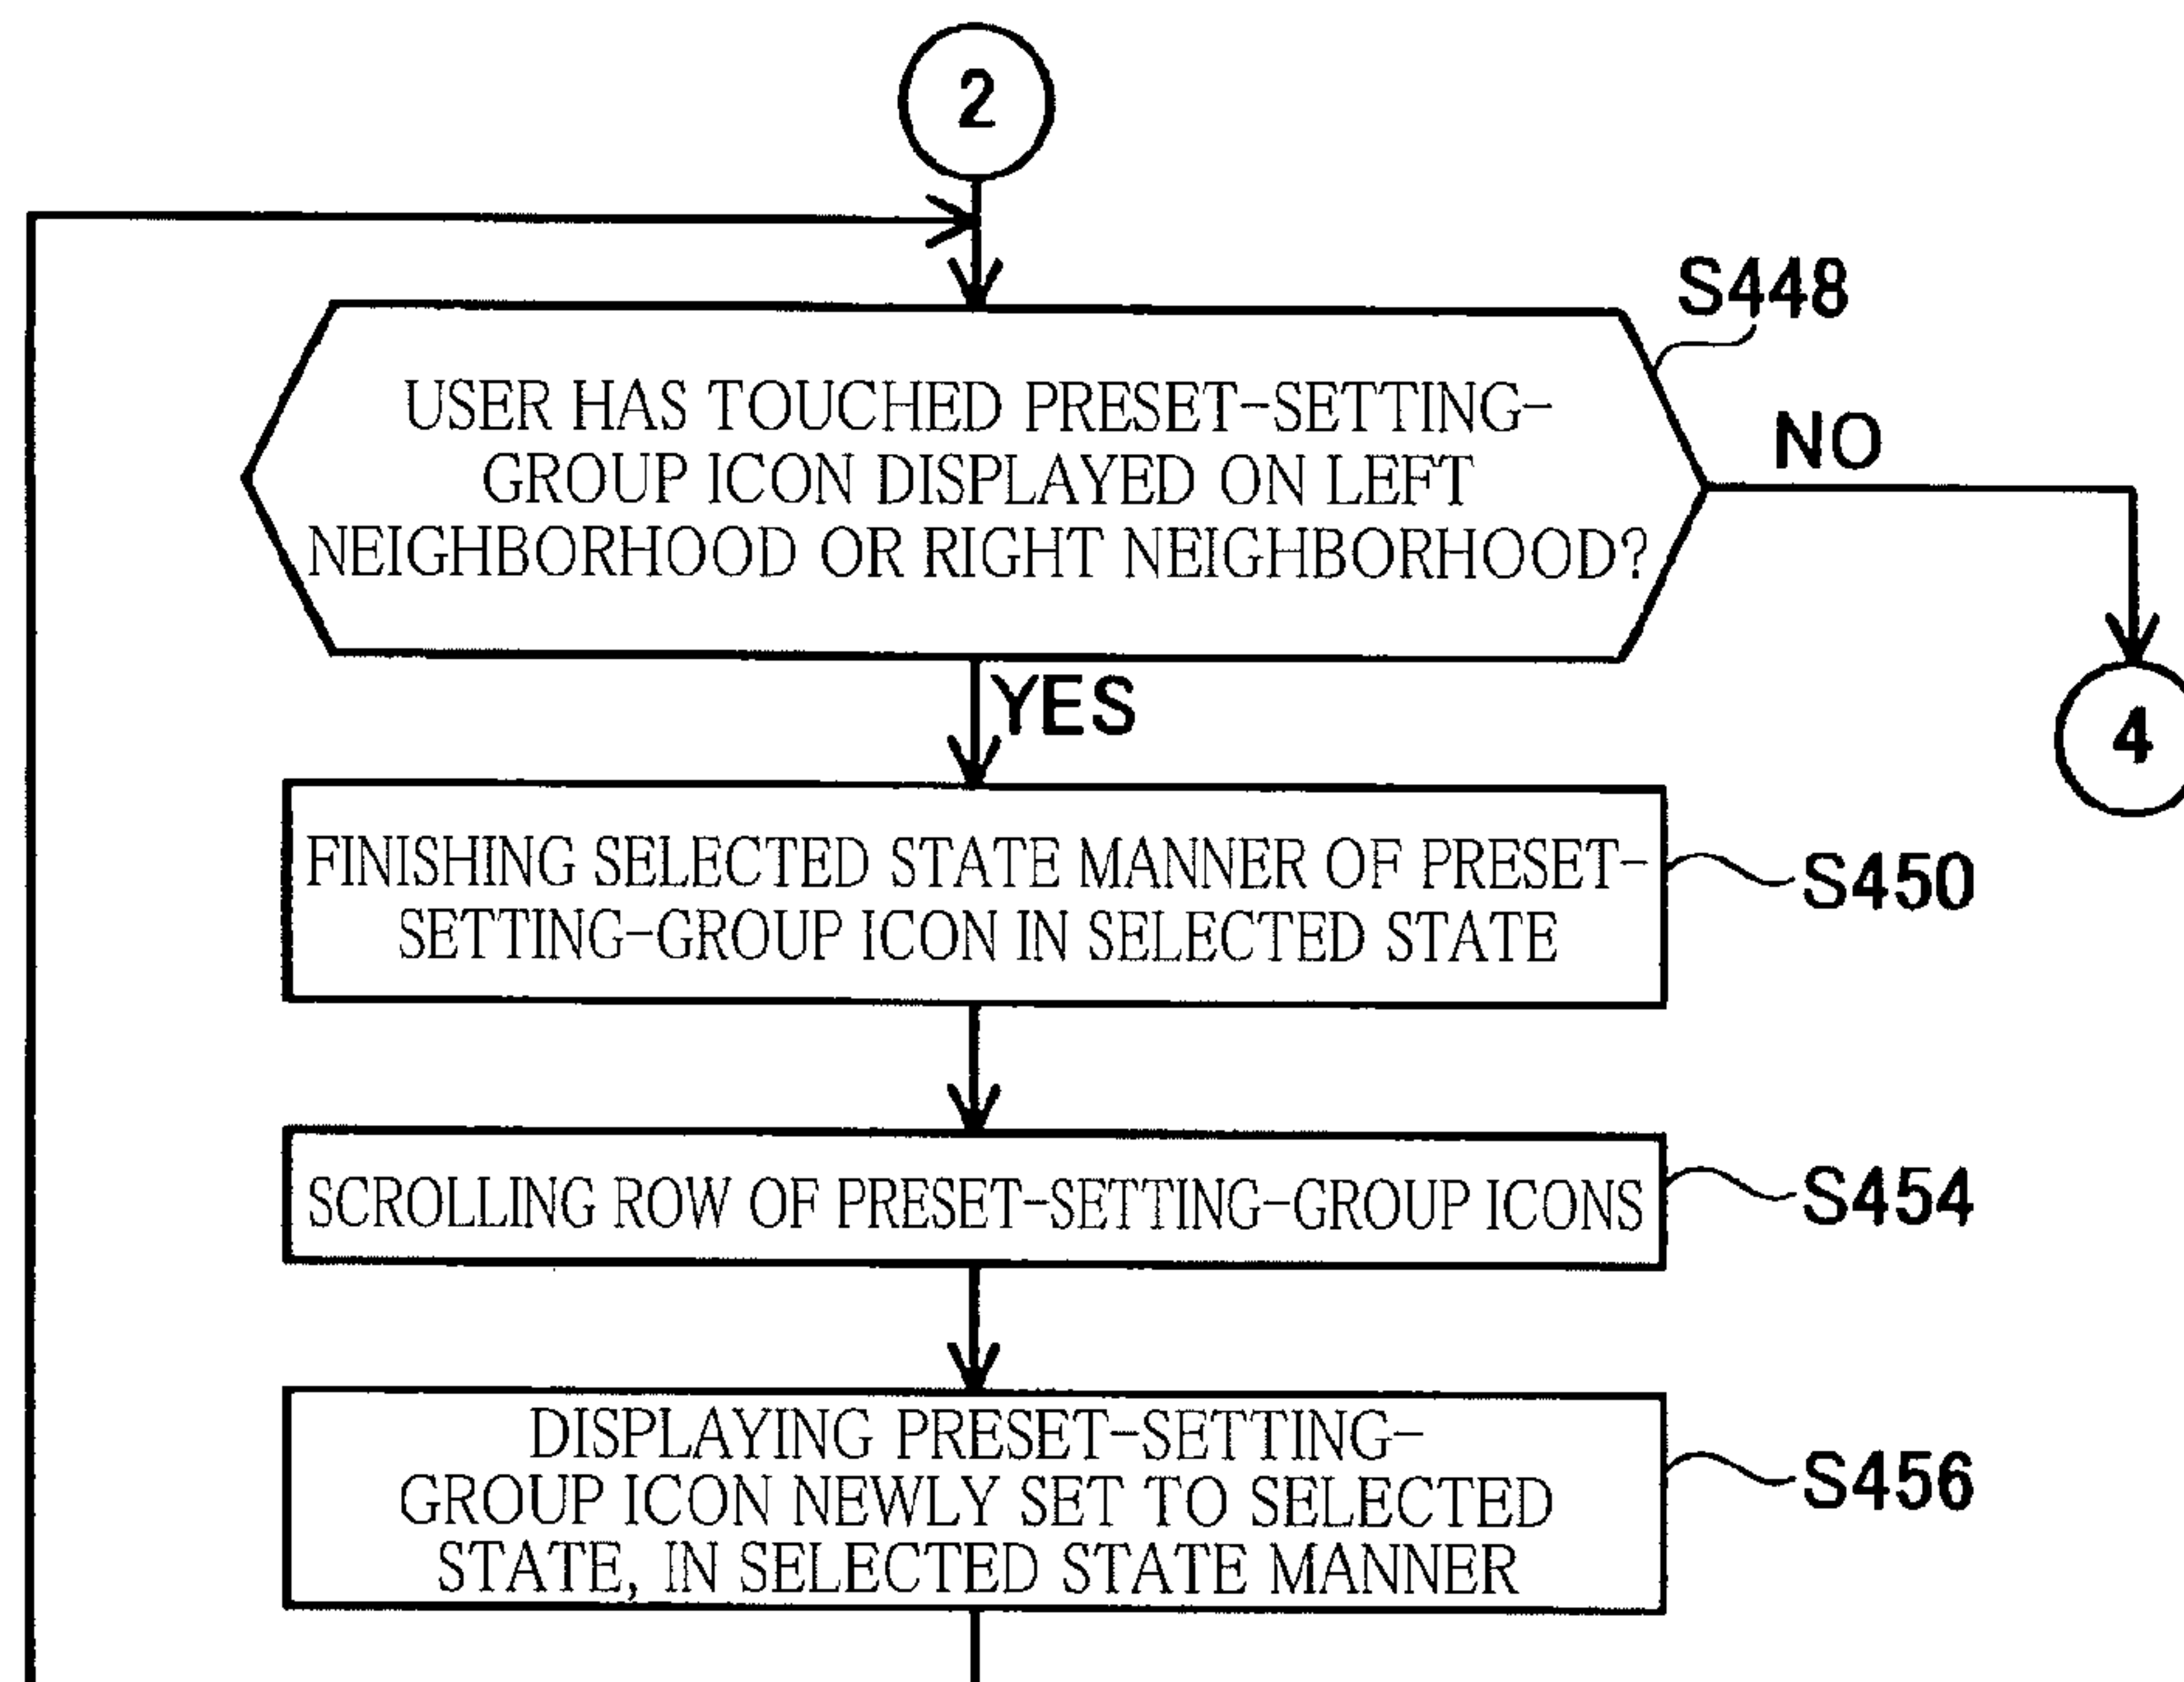 2
S448
USER HAS TOUCHED PRESET-SETTING-
GROUP ICON DISPLAYED ON LEFT
NEIGHBORHOOD OR RIGHT NEIGHBORHOOD?
NO
YES
4
FINISHING SELECTED STATE MANNER OF PRESET-
SETTING-GROUP ICON IN SELECTED STATE
S450
SCROLLING ROW OF PRESET-SETTING-GROUP ICONS
S454
DISPLAYING PRESET-SETTING-
GROUP ICON NEWLY SET TO SELECTED
STATE, IN SELECTED STATE MANNER
S456